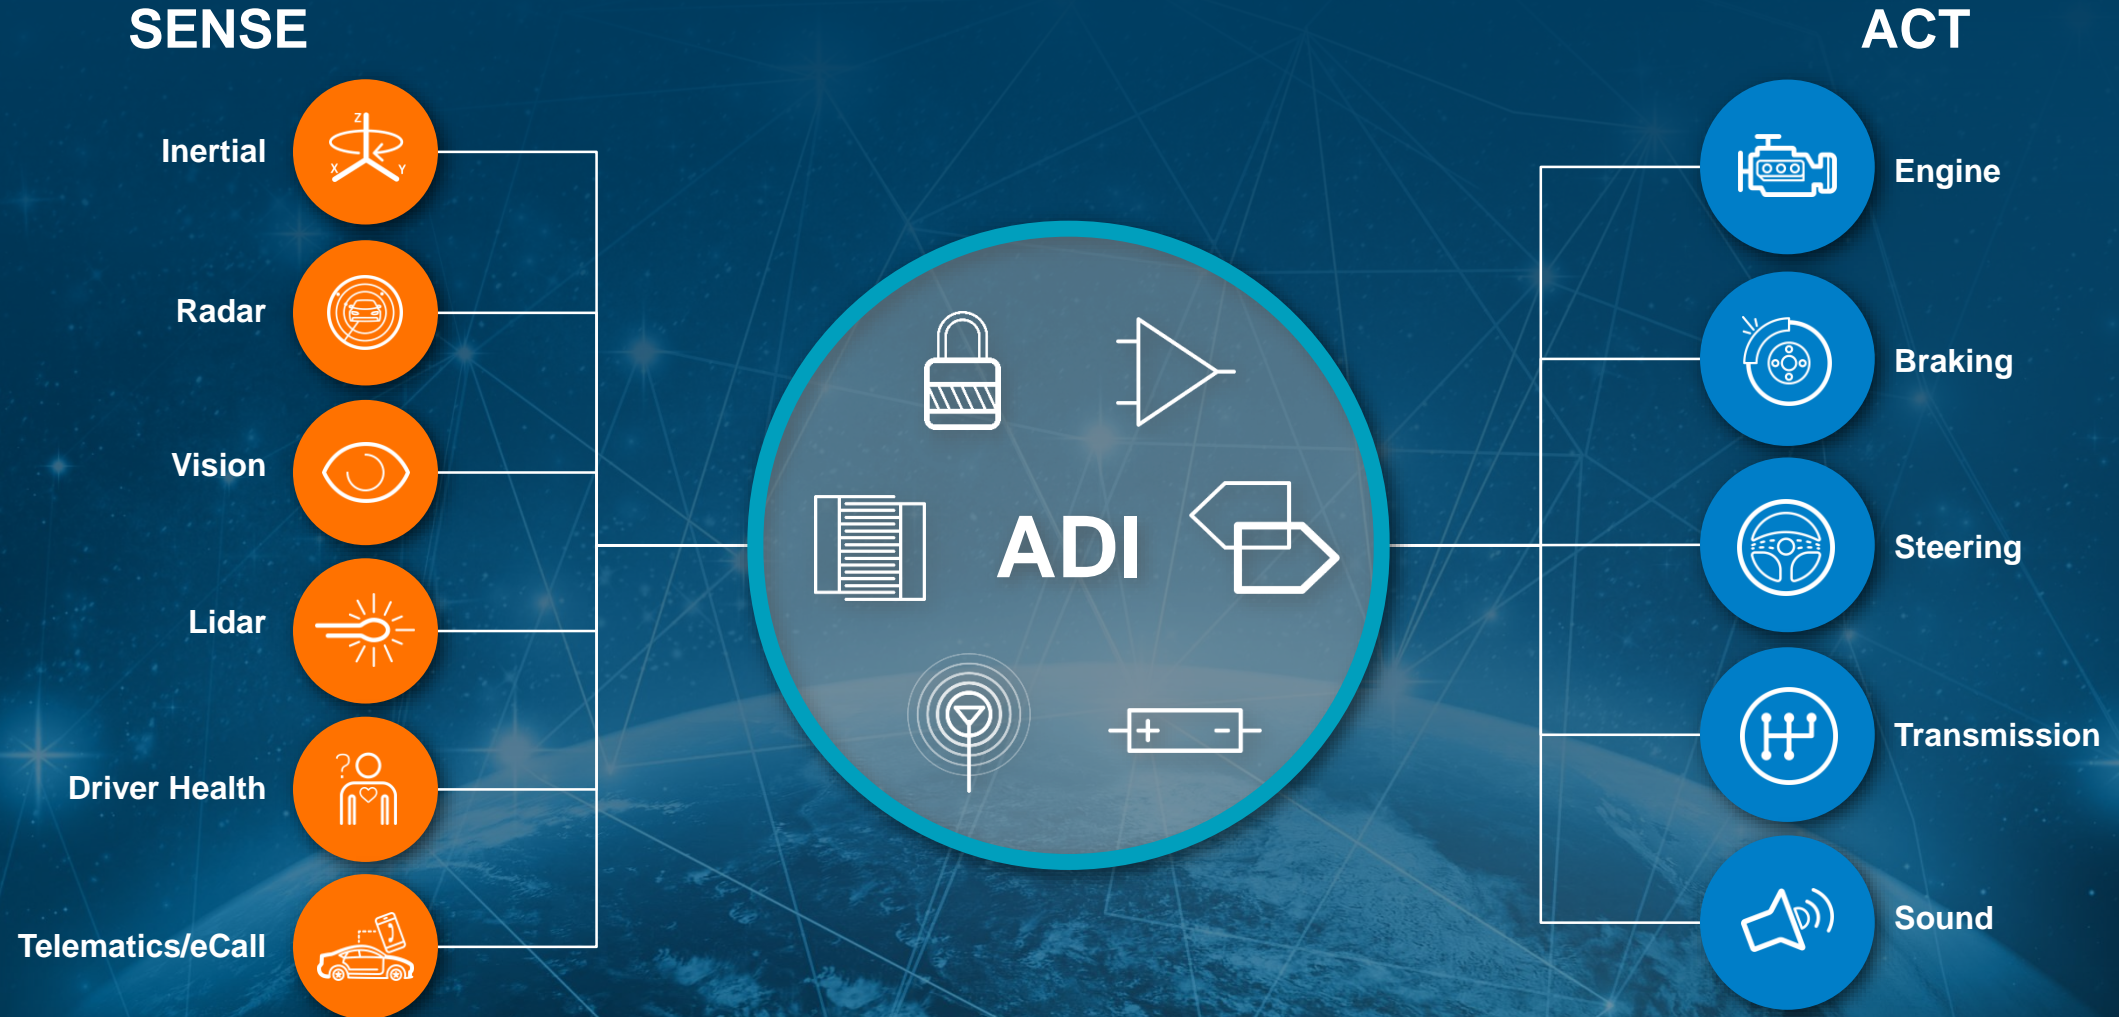 SENSE
ACT
Inertial
Z
X
Y
Radar
Vision
Lidar
Driver Health
?
Telematics/eCall
ADI
+ -
Engine
Braking
Steering
Transmission
Sound